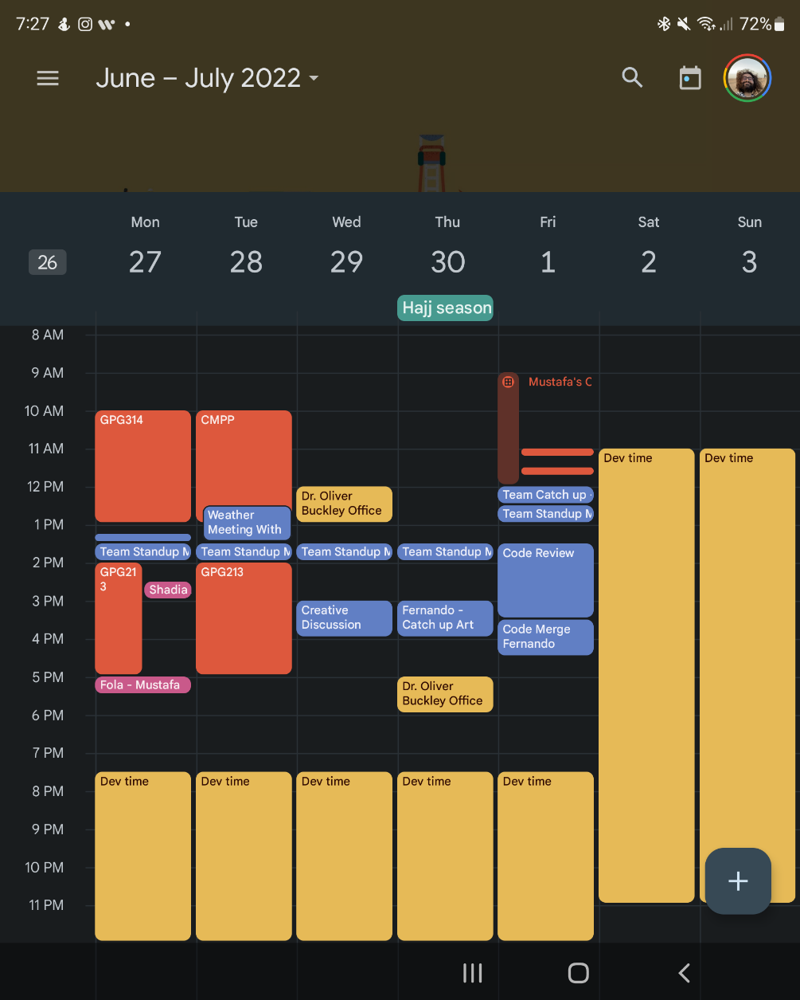 7:27
72%
June – July 2022
Mon Tue Wed Thu Fri Sat Sun
26 27 28 29 30 1 2 3
Hajj season
8 AM
9 AM
Mustafa's
10 AM
GPG314
CMPP
11 AM
Dev time
Dev time
12 PM
Dr. Oliver
Buckley Office
Team Catch up
Weather
Meeting With
Team Standup
1 PM
Team Standup
Team Standup
Team Standup
Team Standup
Code Review
2 PM
GPG21
3
GPG213
Shadia
3 PM
Creative
Discussion
Fernando -
Catch up Art
Code Merge
Fernando
4 PM
5 PM
Fola - Mustafa
Dr. Oliver
Buckley Office
6 PM
7 PM
Dev time
Dev time
Dev time
Dev time
Dev time
8 PM
9 PM
10 PM
11 PM